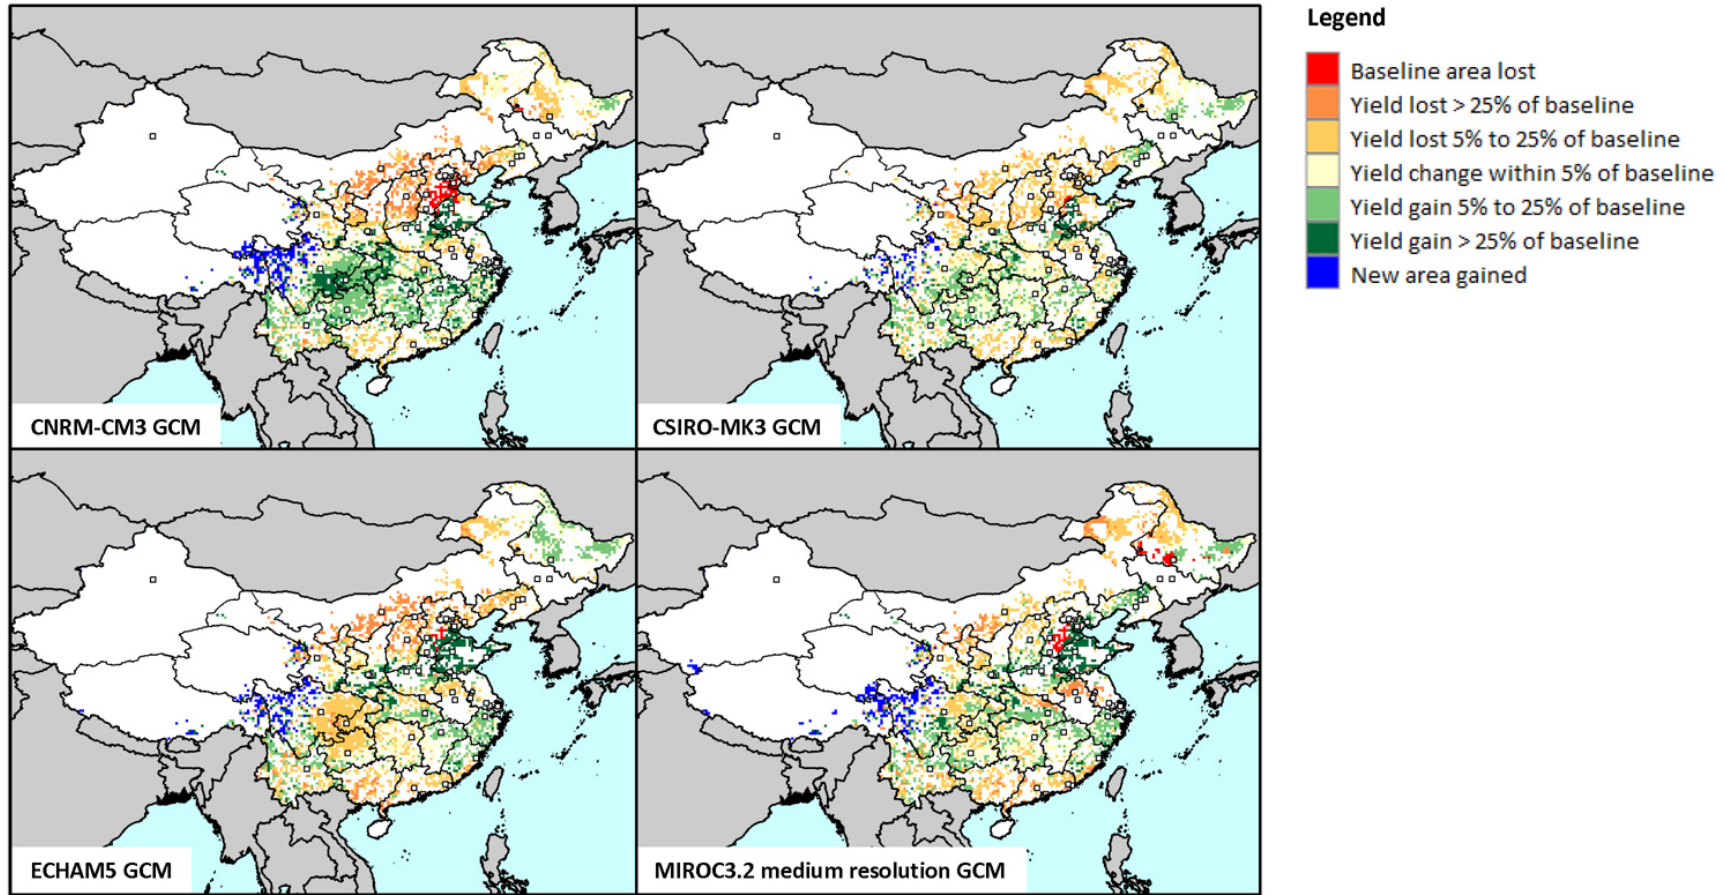 Legend
Baseline area lost
Yield lost > 25% of baseline
Yield lost 5% to 25% of baseline
Yield change within 5% of baseline
Yield gain 5% to 25% of baseline
Yield gain > 25% of baseline
New area gained
CNRM-CM3 GCM
CSIRO-MK3 GCM
ECHAM5 GCM
MIROC3.2 medium resolution GCM